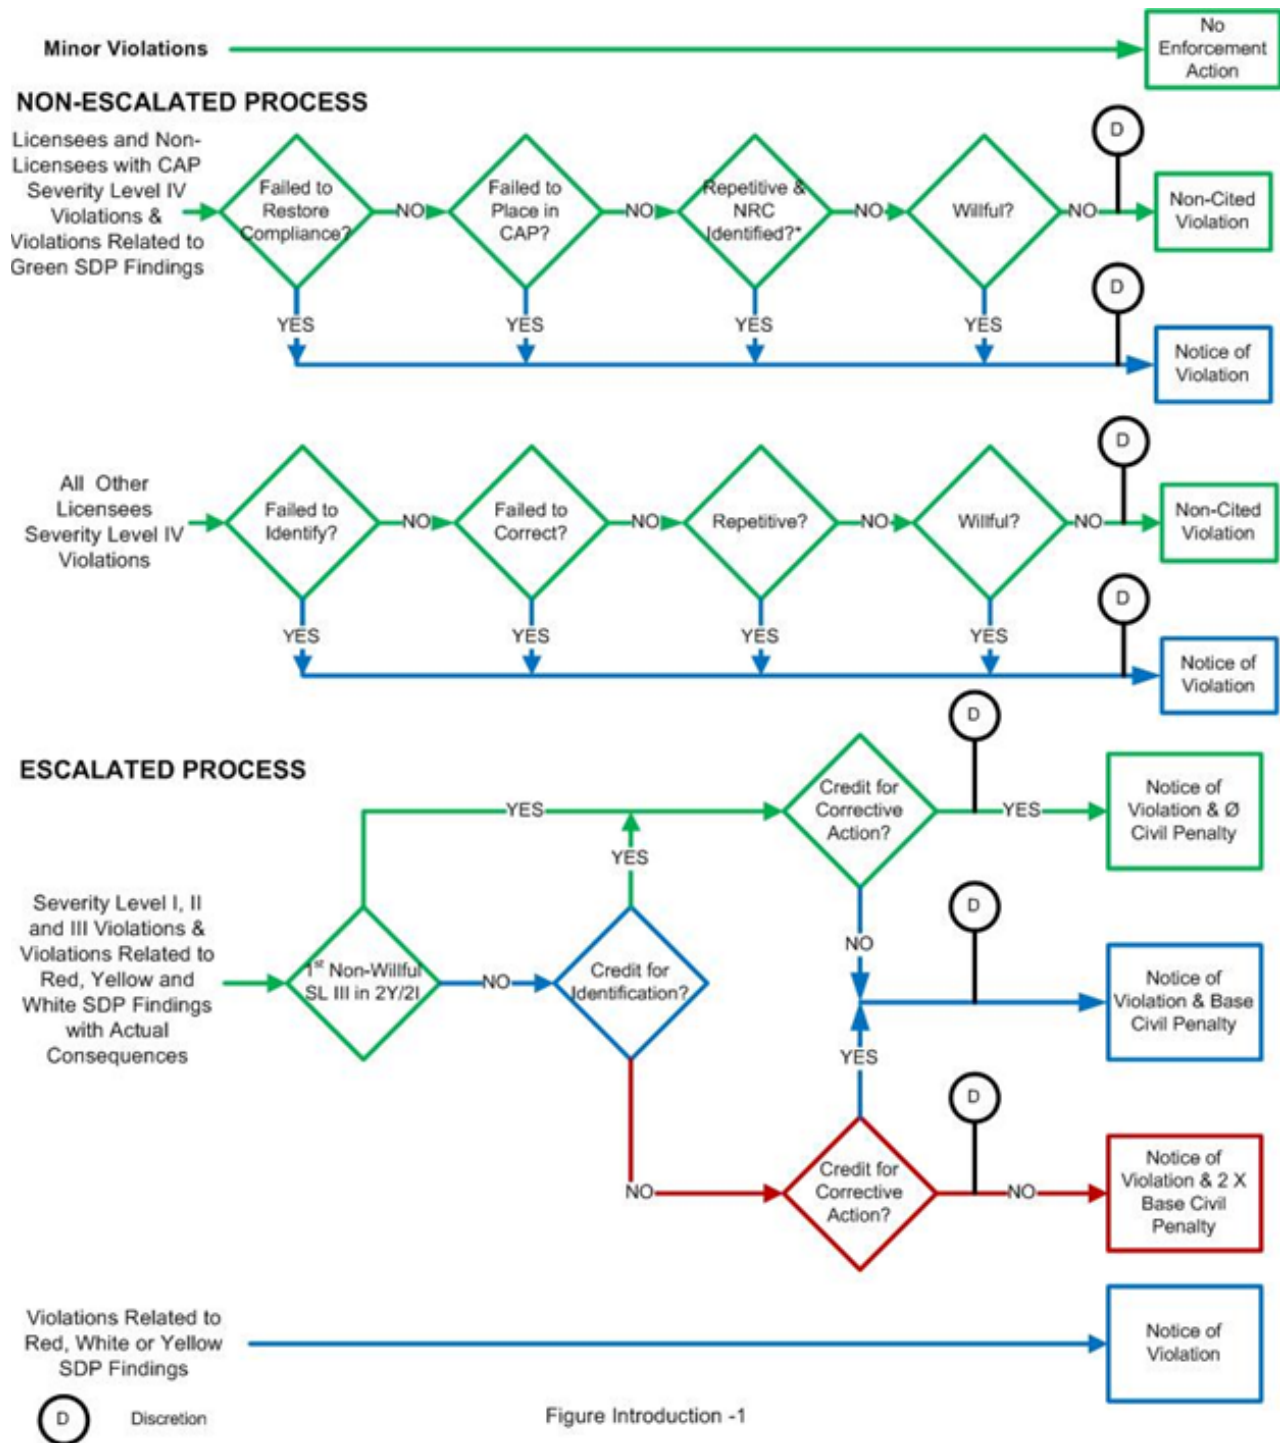 Minor Violations
No
Enforcement
Action
NON-ESCALATED PROCESS
Licensees and Non-
Licensees with CAP
Severity Level IV
Violations &
Violations Related to
Green SDP Findings
Failed to
Restore
Compliance?
NO
Failed to
Place in
CAP?
NO
Repetitive &
NRC
Identified?*
NO
Willful?
NO
D
Non-Cited
Violation
YES
YES
YES
YES
D
Notice of
Violation
All Other
Licensees
Severity Level IV
Violations
Failed to
Identify?
NO
Failed to
Correct?
NO
Repetitive?
NO
Willful?
NO
D
Non-Cited
Violation
YES
YES
YES
YES
D
Notice of
Violation
ESCALATED PROCESS
Severity Level I, II
and III Violations &
Violations Related to
Red, Yellow and
White SDP Findings
with Actual
Consequences
1st Non-Willful
SL III in 2Y/2I
YES
NO
Credit for
Identification?
YES
NO
Credit for
Corrective
Action?
D
YES
Notice of
Violation & Ø
Civil Penalty
NO
D
Notice of
Violation & Base
Civil Penalty
YES
Credit for
Corrective
Action?
D
NO
Notice of
Violation & 2 X
Base Civil
Penalty
Violations Related to
Red, White or Yellow
SDP Findings
Notice of
Violation
D
Discretion
Figure Introduction -1